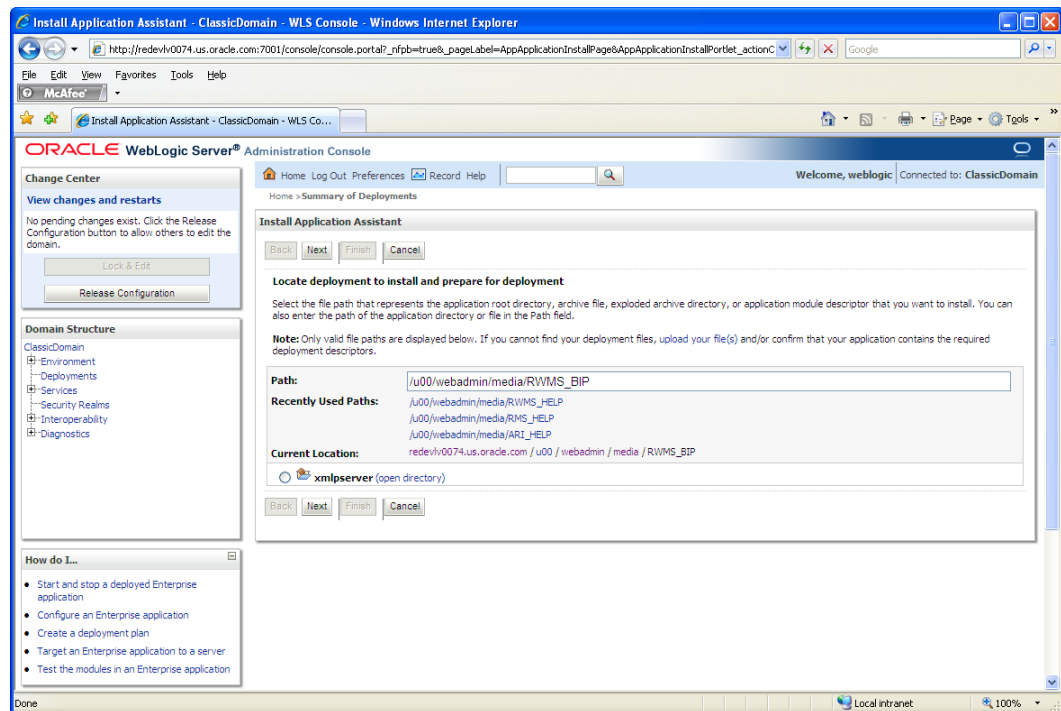 Install Application Assistant - ClassicDomain - WLS Console - Windows Internet Explorer
http://redevlv0074.us.oracle.com:7001/console/console.portal?_nfpb=true&_pageLabel=AppApplicationInstallPage&AppApplicationInstallPortlet_actionC
Google
File Edit View Favorites Tools Help
McAfee
Install Application Assistant - ClassicDomain - WLS Co...
Page Tools
ORACLE WebLogic Server® Administration Console
Change Center
View changes and restarts
No pending changes exist. Click the Release
Configuration button to allow others to edit the
domain.
Lock & Edit
Release Configuration
Domain Structure
ClassicDomain
Environment
Deployments
Services
Security Realms
Interoperability
Diagnostics
How do I...
Start and stop a deployed Enterprise
application
Configure an Enterprise application
Create a deployment plan
Target an Enterprise application to a server
Test the modules in an Enterprise application
Home Log Out Preferences Record Help
Welcome, weblogic Connected to: ClassicDomain
Home >Summary of Deployments
Install Application Assistant
Back Next Finish Cancel
Locate deployment to install and prepare for deployment
Select the file path that represents the application root directory, archive file, exploded archive directory, or application module descriptor that you want to install. You can
also enter the path of the application directory or file in the Path field.
Note: Only valid file paths are displayed below. If you cannot find your deployment files, upload your file(s) and/or confirm that your application contains the required
deployment descriptors.
Path: /u00/webadmin/media/RWMS_BIP
Recently Used Paths: /u00/webadmin/media/RWMS_HELP
/u00/webadmin/media/RMS_HELP
/u00/webadmin/media/ARI_HELP
Current Location: redevlv0074.us.oracle.com / u00 / webadmin / media / RWMS_BIP
xmlpserver (open directory)
Back Next Finish Cancel
Done
Local intranet
100%